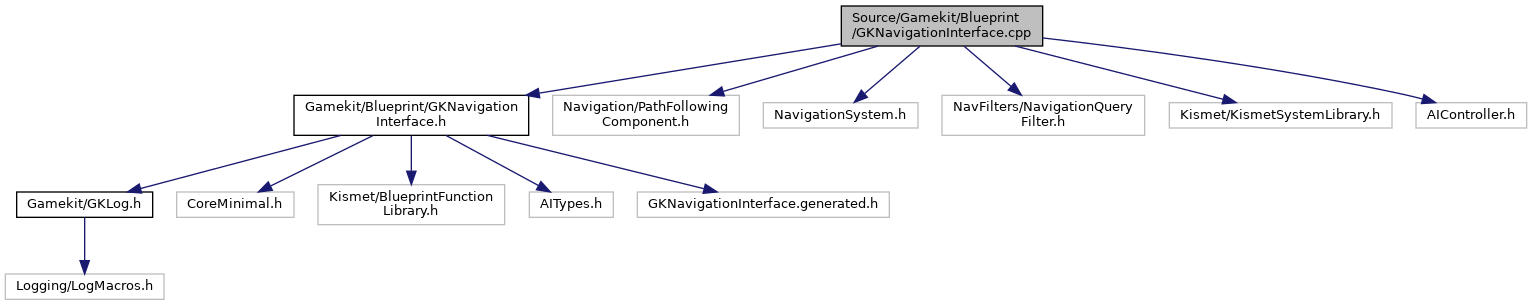 Source/Gamekit/Blueprint
/GKNavigationInterface.cpp
Gamekit/Blueprint/GKNavigation
Interface.h
Navigation/PathFollowing
Component.h
NavigationSystem.h
NavFilters/NavigationQuery
Filter.h
Kismet/KismetSystemLibrary.h
AIController.h
Gamekit/GKLog.h
CoreMinimal.h
Kismet/BlueprintFunction
Library.h
AITypes.h
GKNavigationInterface.generated.h
Logging/LogMacros.h